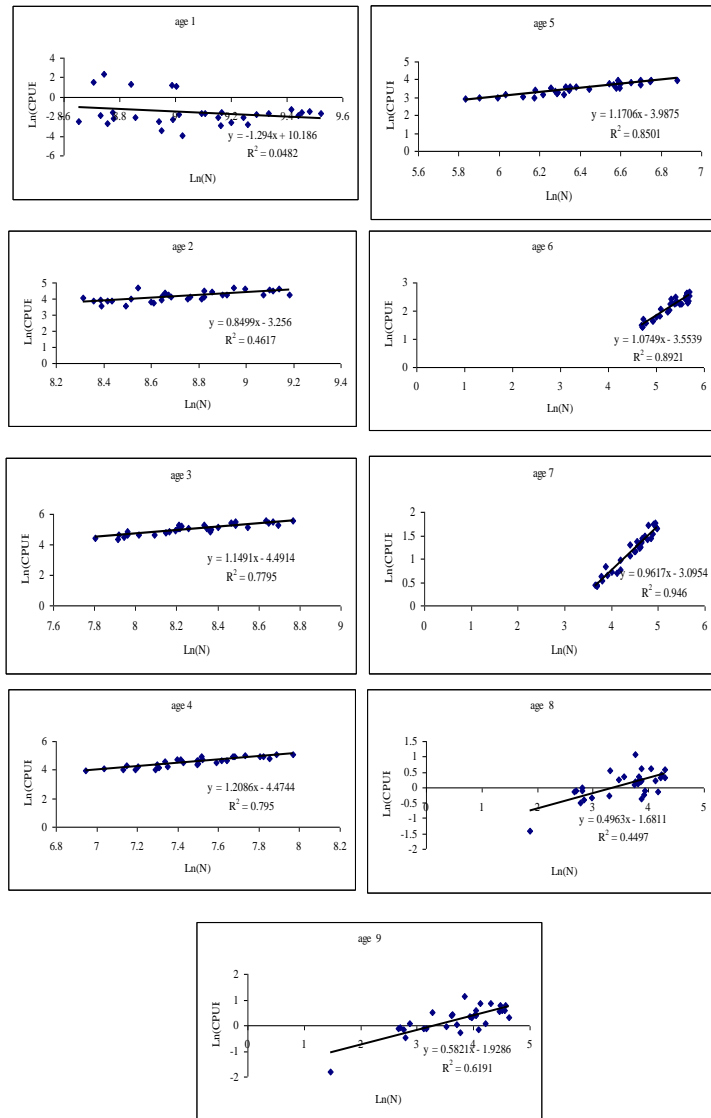 age 1
Ln(CPUE
4
2
0
-2
-4
-6
8.6 8.8 9 9.2 9.4 9.6
y = -1.294x + 10.186
R² = 0.0482
Ln(N)
age 5
Ln(CPUE
6
5
4
3
2
1
0
y = 1.1706x - 3.9875
R² = 0.8501
5.6 5.8 6 6.2 6.4 6.6 6.8 7
Ln(N)
age 2
Ln(CPUE
6
5
4
3
2
1
0
y = 0.8499x - 3.256
R² = 0.4617
8.2 8.4 8.6 8.8 9 9.2 9.4
Ln(N)
age 6
Ln(CPUE
3
2
1
0
y = 1.0749x - 3.5539
R² = 0.8921
0 1 2 3 4 5 6
Ln(N)
age 3
Ln(CPUE
6
5
4
3
2
1
0
y = 1.1491x - 4.4914
R² = 0.7795
7.6 7.8 8 8.2 8.4 8.6 8.8 9
Ln(N)
age 7
Ln(CPUE
2
1.5
1
0.5
0
y = 0.9617x - 3.0954
R² = 0.946
0 1 2 3 4 5 6
Ln(N)
age 4
Ln(CPUE
6
4
2
0
y = 1.2086x - 4.4744
R² = 0.795
6.8 7 7.2 7.4 7.6 7.8 8 8.2
Ln(N)
age 8
Ln(CPUE
1.5
1
0.5
0
-0.5
-1
-1.5
-2
0 1 2 3 4 5
y = 0.4963x - 1.6811
R² = 0.4497
Ln(N)
age 9
Ln(CPUE
2
1
0
-1
-2
0 1 2 3 4 5
y = 0.5821x - 1.9286
R² = 0.6191
Ln(N)